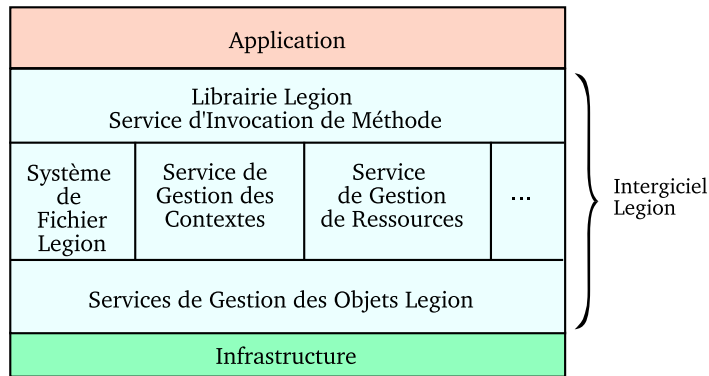 Application
Librairie Legion
Service d'Invocation de Méthode
Système
de
Fichier
Legion
Service de
Gestion des
Contextes
Service
de Gestion
de Ressources
...
Intergiciel
Legion
Services de Gestion des Objets Legion
Infrastructure